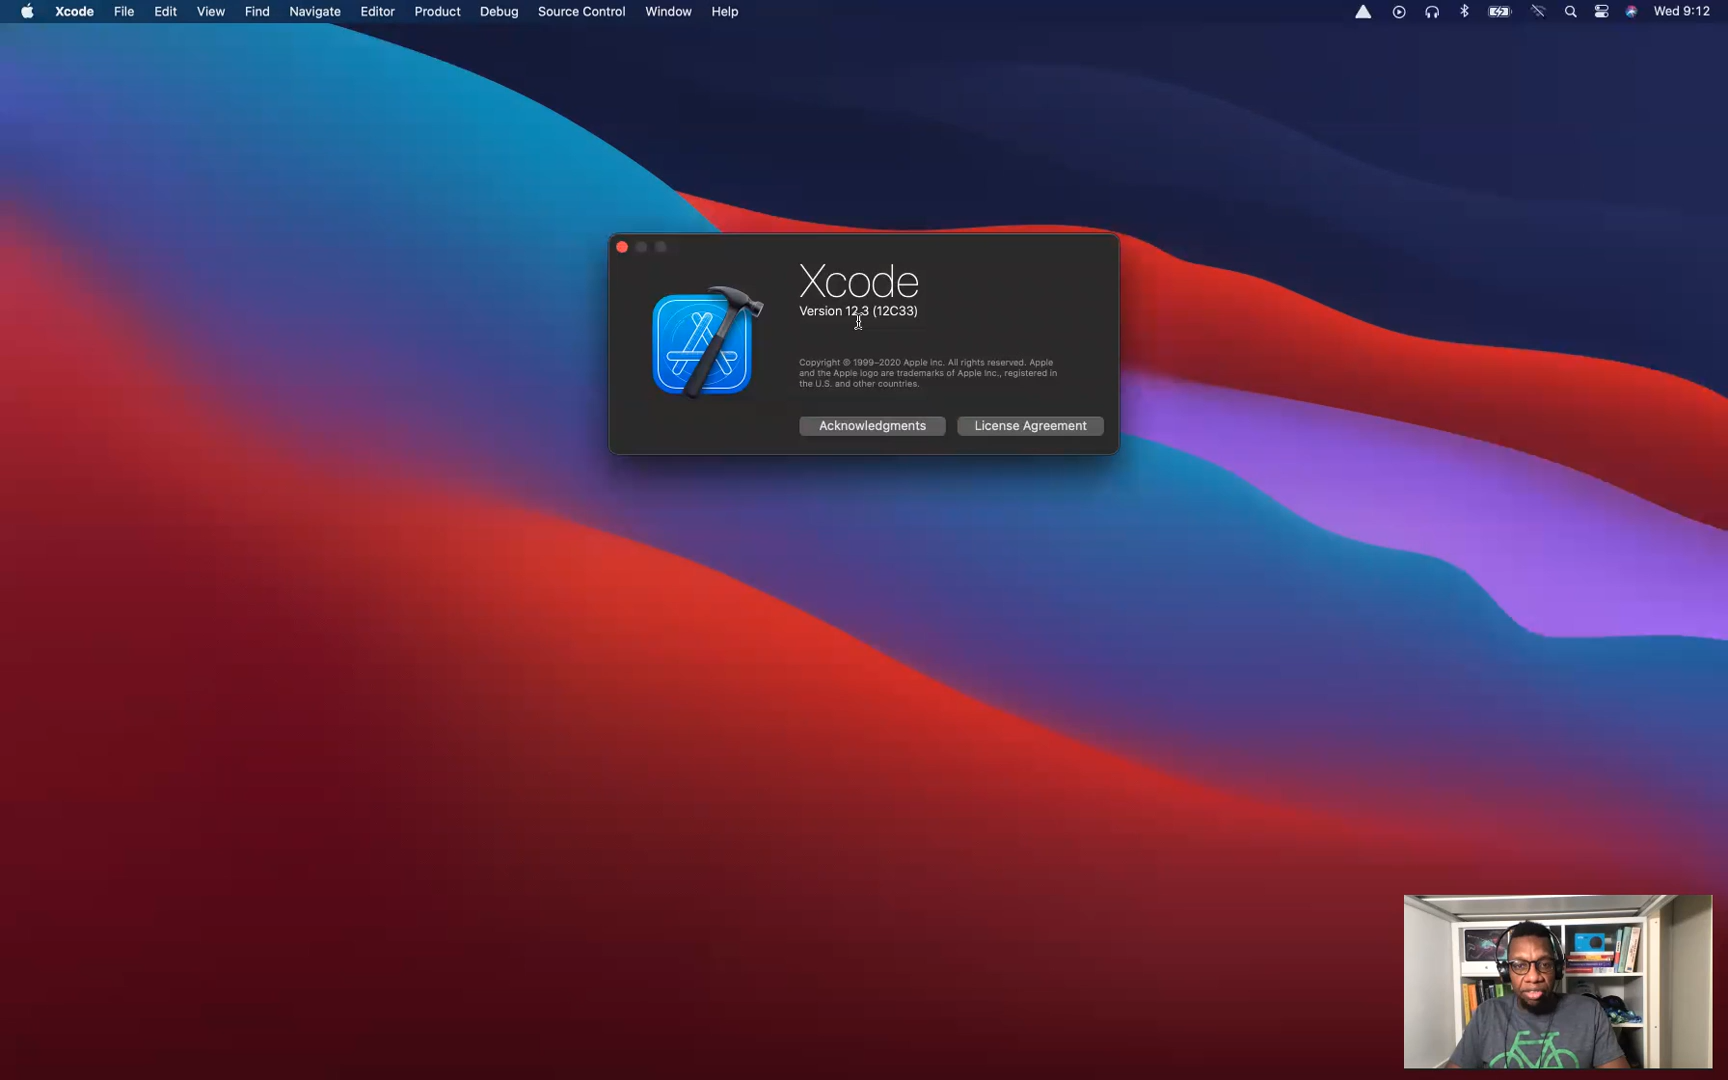 Xcode File Edit View Find Navigate Editor Product Debug Source Control Window Help Wed 9:12
Xcode
Version 12.3 (12C33)
Copyright © 1999–2020 Apple Inc. All rights reserved. Apple
and the Apple logo are trademarks of Apple Inc., registered in
the U.S. and other countries.
Acknowledgments License Agreement